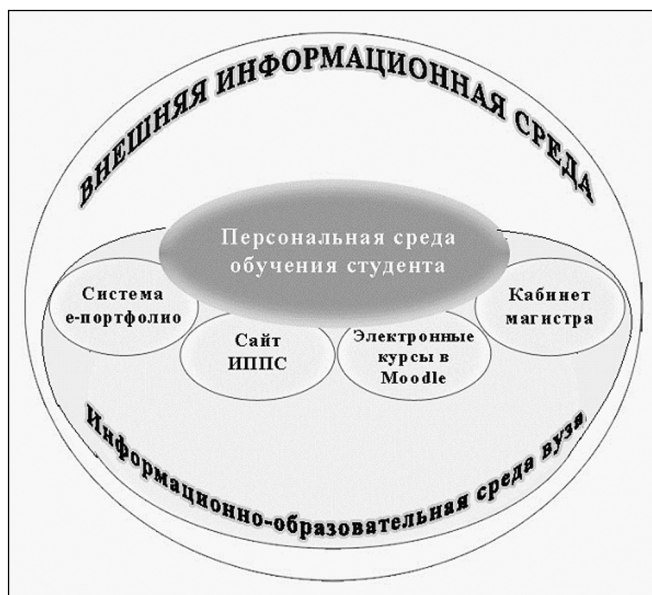 ВНЕШНЯЯ ИНФОРМАЦИОННАЯ СРЕДА
Персональная среда
обучения студента
Система
е-портфолио
Сайт
ИППС
Электронные
курсы в
Moodle
Кабинет
магистра
Информационно-образовательная среда вуза